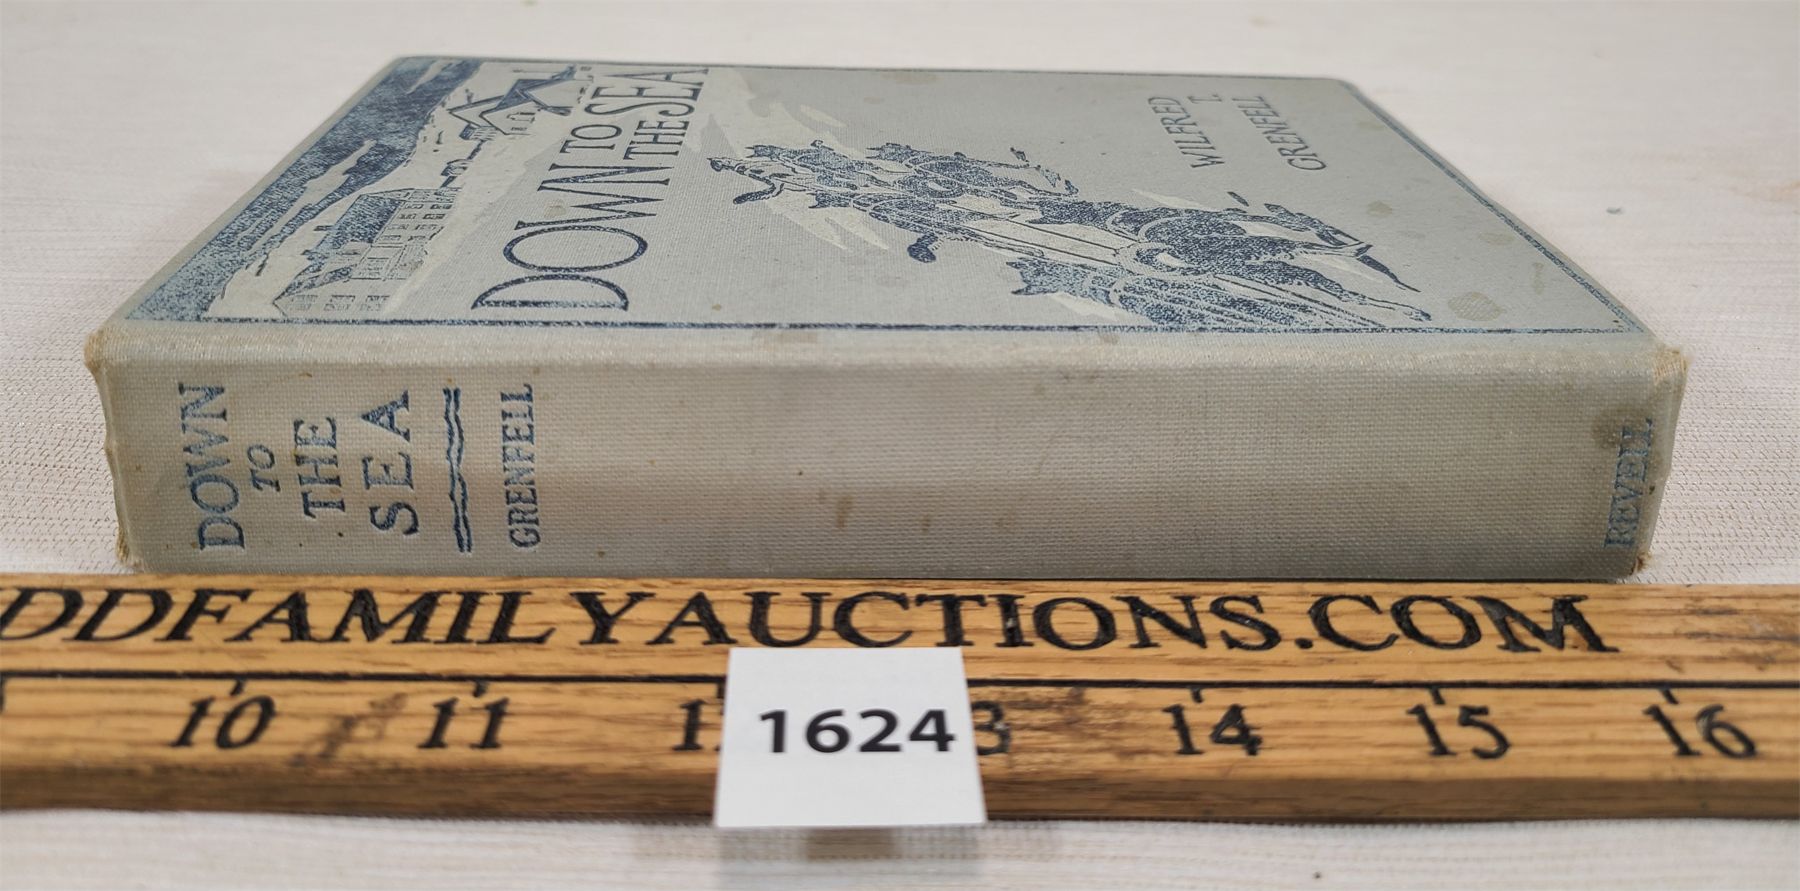 DOWN
TO
THE SEA
WILFRED
T.
GRENFELL
DOWN
TO
THE
SEA
GRENFELL
REVELL
DDFAMILYAUCTIONS.COM
10 11 14 15 16
1624